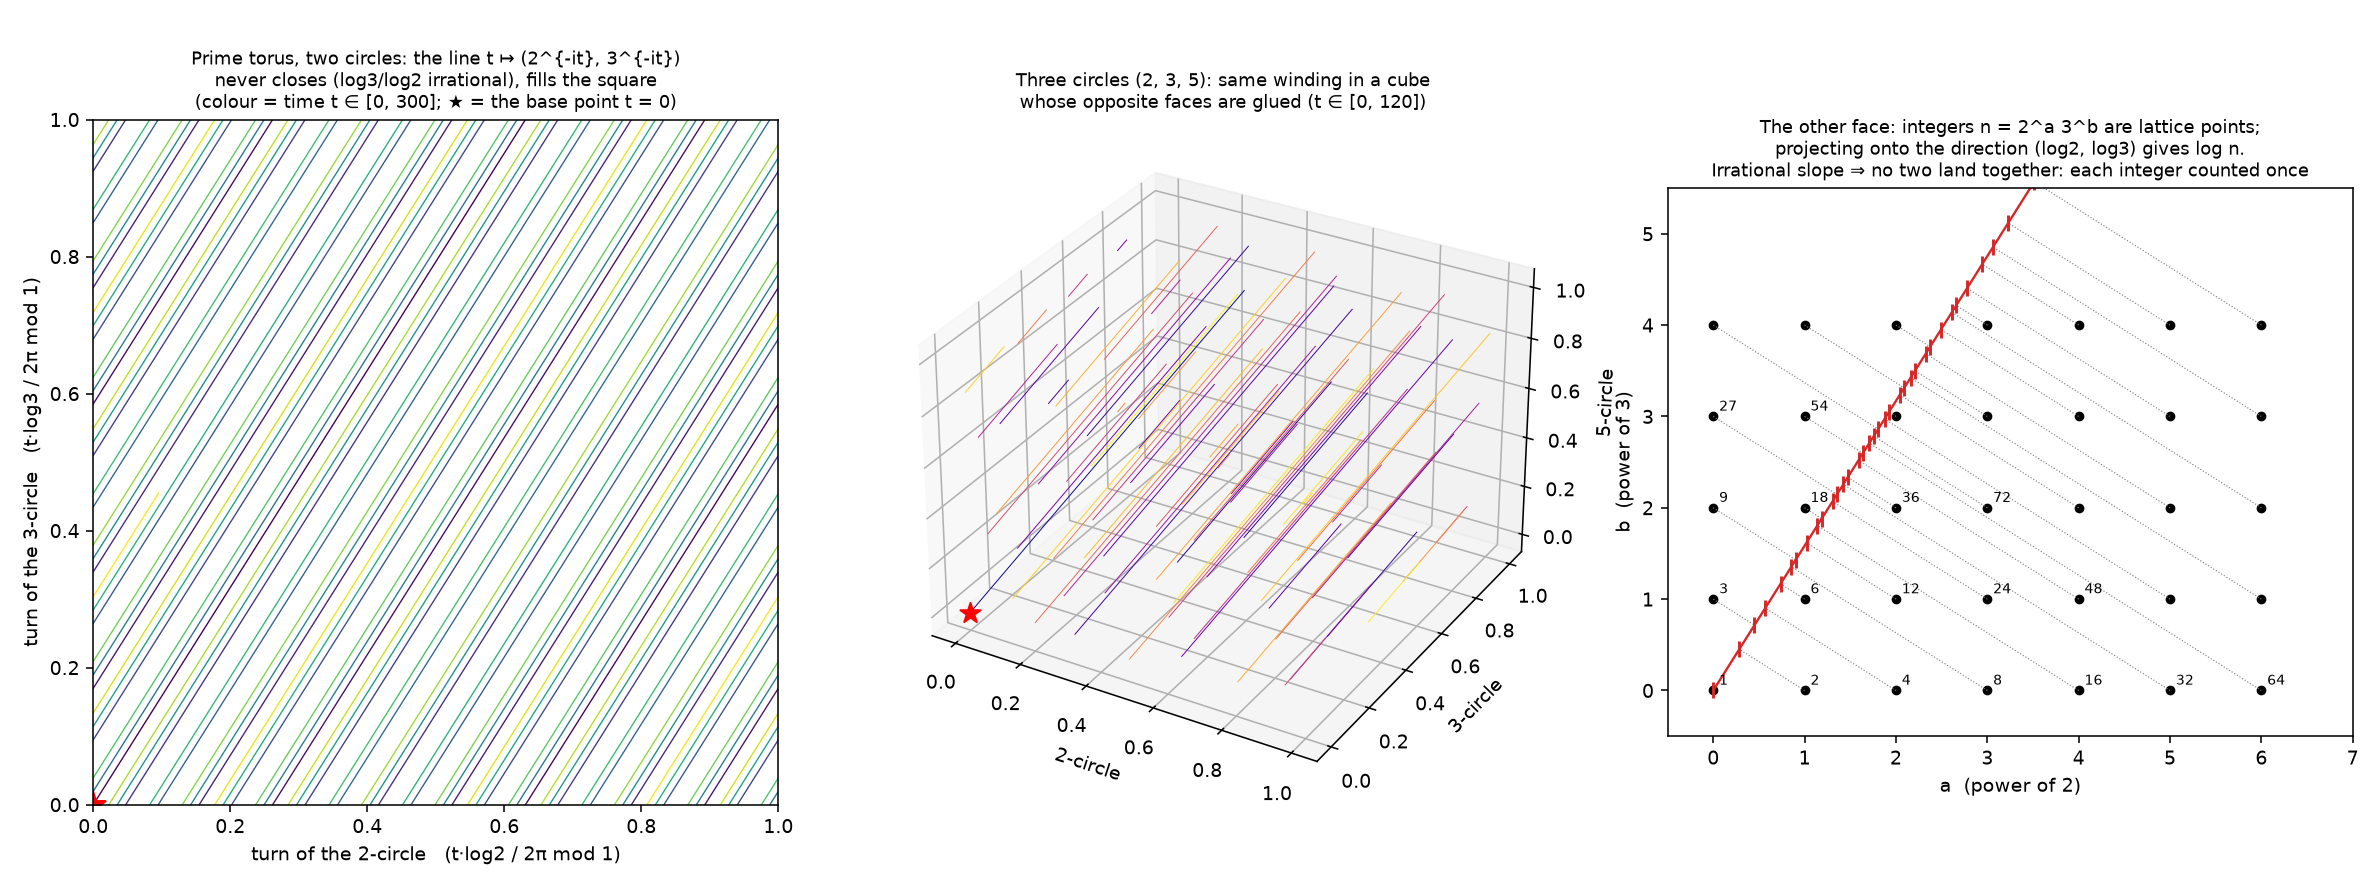 Prime torus, two circles: the line t ↦ (2^{-it}, 3^{-it})
never closes (log3/log2 irrational), fills the square
(colour = time t ∈ [0, 300]; ★ = the base point t = 0)
1.0
0.8
0.6
0.4
0.2
0.0
turn of the 3-circle (t·log3 / 2π mod 1)
0.0 0.2 0.4 0.6 0.8 1.0
turn of the 2-circle (t·log2 / 2π mod 1)
Three circles (2, 3, 5): same winding in a cube
whose opposite faces are glued (t ∈ [0, 120])
1.0
0.8
0.6
0.4
0.2
0.0
5-circle
0.0 0.2 0.4 0.6 0.8 1.0
2-circle
0.0 0.2 0.4 0.6 0.8 1.0
3-circle
The other face: integers n = 2^a 3^b are lattice points;
projecting onto the direction (log2, log3) gives log n.
Irrational slope ⇒ no two land together: each integer counted once
5
4
3
2
1
0
b (power of 3)
27 54
9 18 36 72
3 6 12 24 48
1 2 4 8 16 32 64
0 1 2 3 4 5 6 7
a (power of 2)